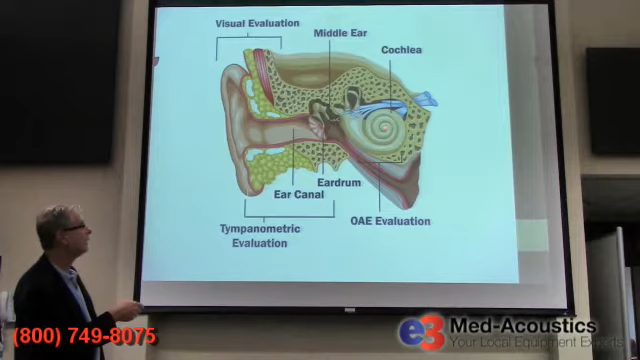 Visual Evaluation
Middle Ear
Cochlea
Eardrum
Ear Canal
OAE Evaluation
Tympanometric
Evaluation
(800) 749-8075
e3 Med-Acoustics
Your Local Equipment Experts